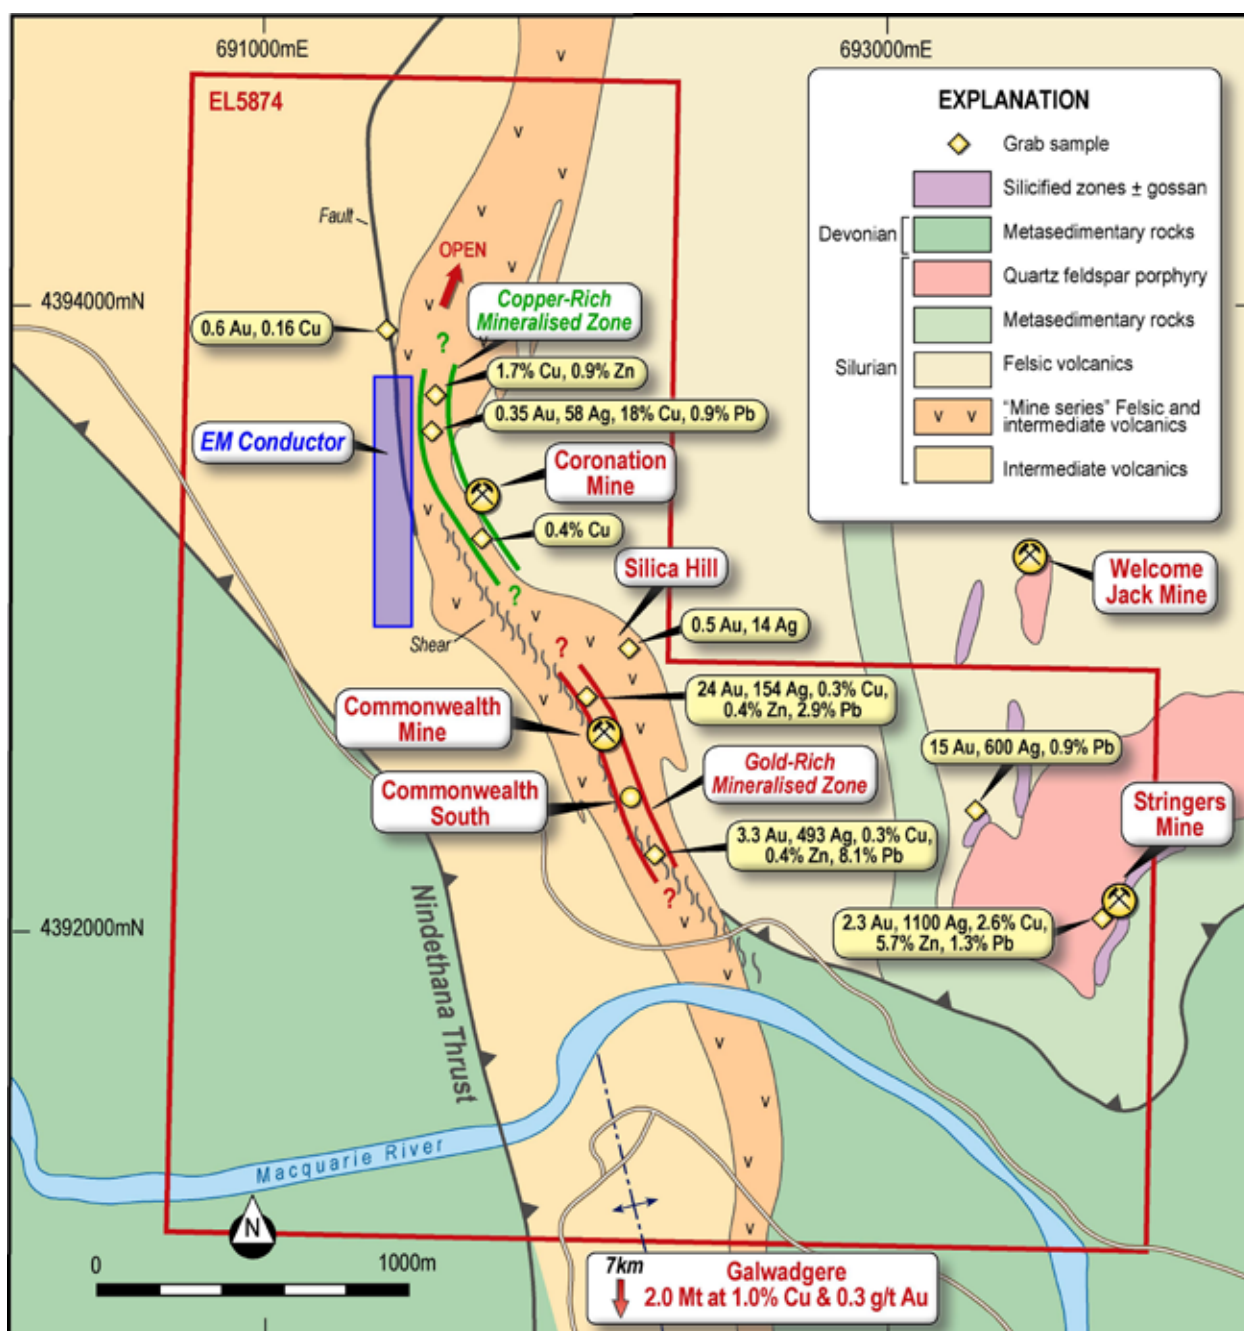 691000mE
693000mE
EL5874
EXPLANATION
Grab sample
Silicified zones ± gossan
Devonian
Metasedimentary rocks
Quartz feldspar porphyry
Metasedimentary rocks
Silurian
Felsic volcanics
"Mine series" Felsic and
intermediate volcanics
Intermediate volcanics
Fault
OPEN
4394000mN
Copper-Rich
Mineralised Zone
0.6 Au, 0.16 Cu
?
1.7% Cu, 0.9% Zn
0.35 Au, 58 Ag, 18% Cu, 0.9% Pb
EM Conductor
Coronation
Mine
0.4% Cu
Silica Hill
Welcome
Jack Mine
?
Shear
?
0.5 Au, 14 Ag
24 Au, 154 Ag, 0.3% Cu,
0.4% Zn, 2.9% Pb
Commonwealth
Mine
15 Au, 600 Ag, 0.9% Pb
Gold-Rich
Mineralised Zone
Commonwealth
South
Stringers
Mine
3.3 Au, 493 Ag, 0.3% Cu,
0.4% Zn, 8.1% Pb
?
4392000mN
2.3 Au, 1100 Ag, 2.6% Cu,
5.7% Zn, 1.3% Pb
Nindethana Thrust
Macquarie River
N
0
1000m
7km
Galwadgere
2.0 Mt at 1.0% Cu & 0.3 g/t Au